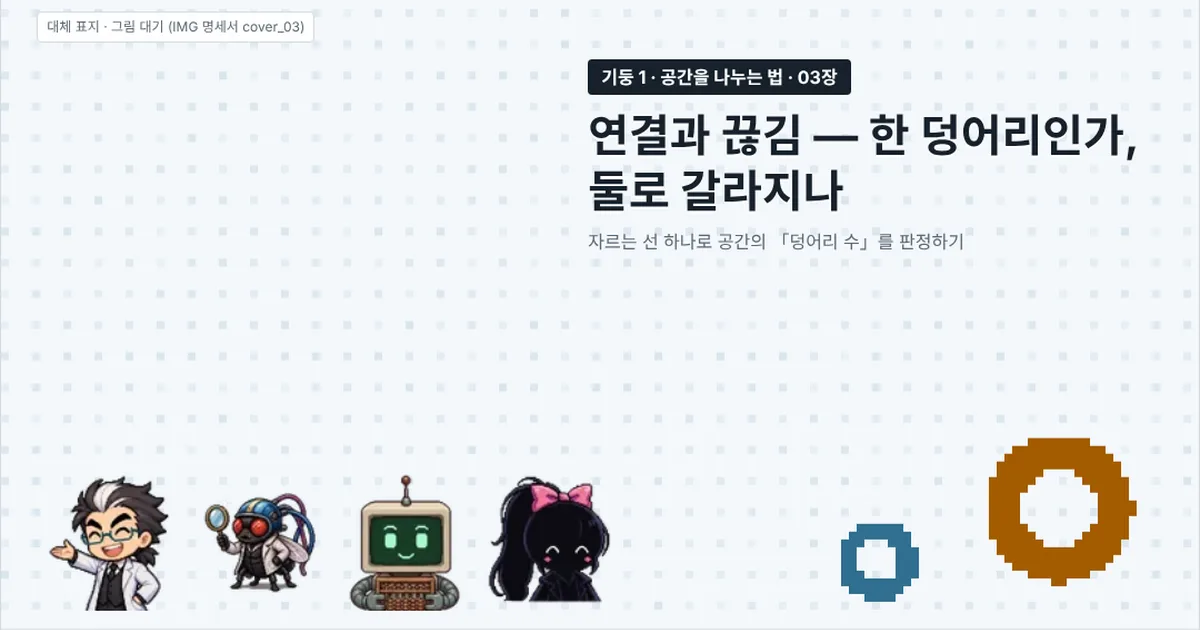 대체 표지 · 그림 대기 (IMG 명세서 cover_03)
기둥 1 · 공간을 나누는 법 · 03장
연결과 끊김 — 한 덩어리인가,
둘로 갈라지나
자르는 선 하나로 공간의 「덩어리 수」를 판정하기